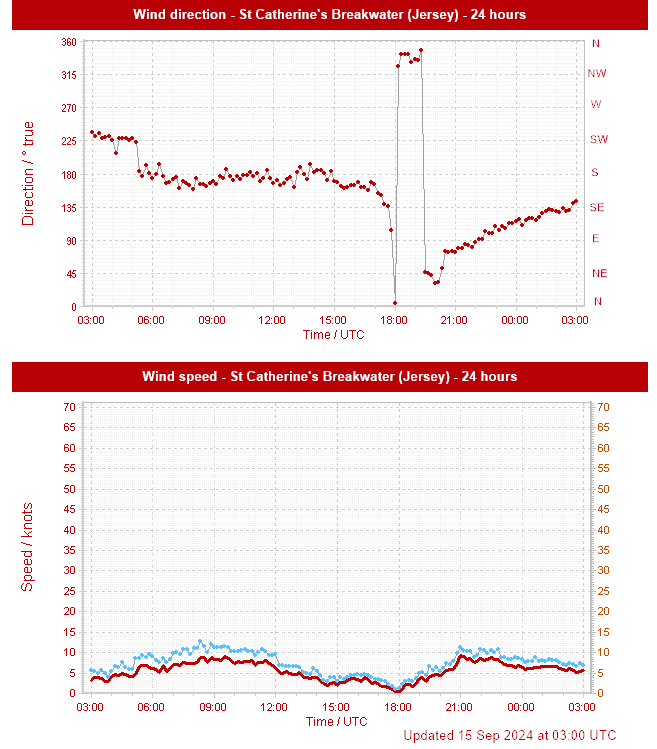 Wind direction - St Catherine's Breakwater (Jersey) - 24 hours
360
315
270
225
180
135
90
45
0
Direction / ° true
N
NW
W
SW
S
SE
E
NE
N
03:00 06:00 09:00 12:00 15:00 18:00 21:00 00:00 03:00
Time / UTC
Wind speed - St Catherine's Breakwater (Jersey) - 24 hours
70 70
65 65
60 60
55 55
50 50
45 45
40 40
35 35
30 30
25 25
20 20
15 15
10 10
5 5
0 0
Speed / knots
03:00 06:00 09:00 12:00 15:00 18:00 21:00 00:00 03:00
Time / UTC
Updated 15 Sep 2024 at 03:00 UTC